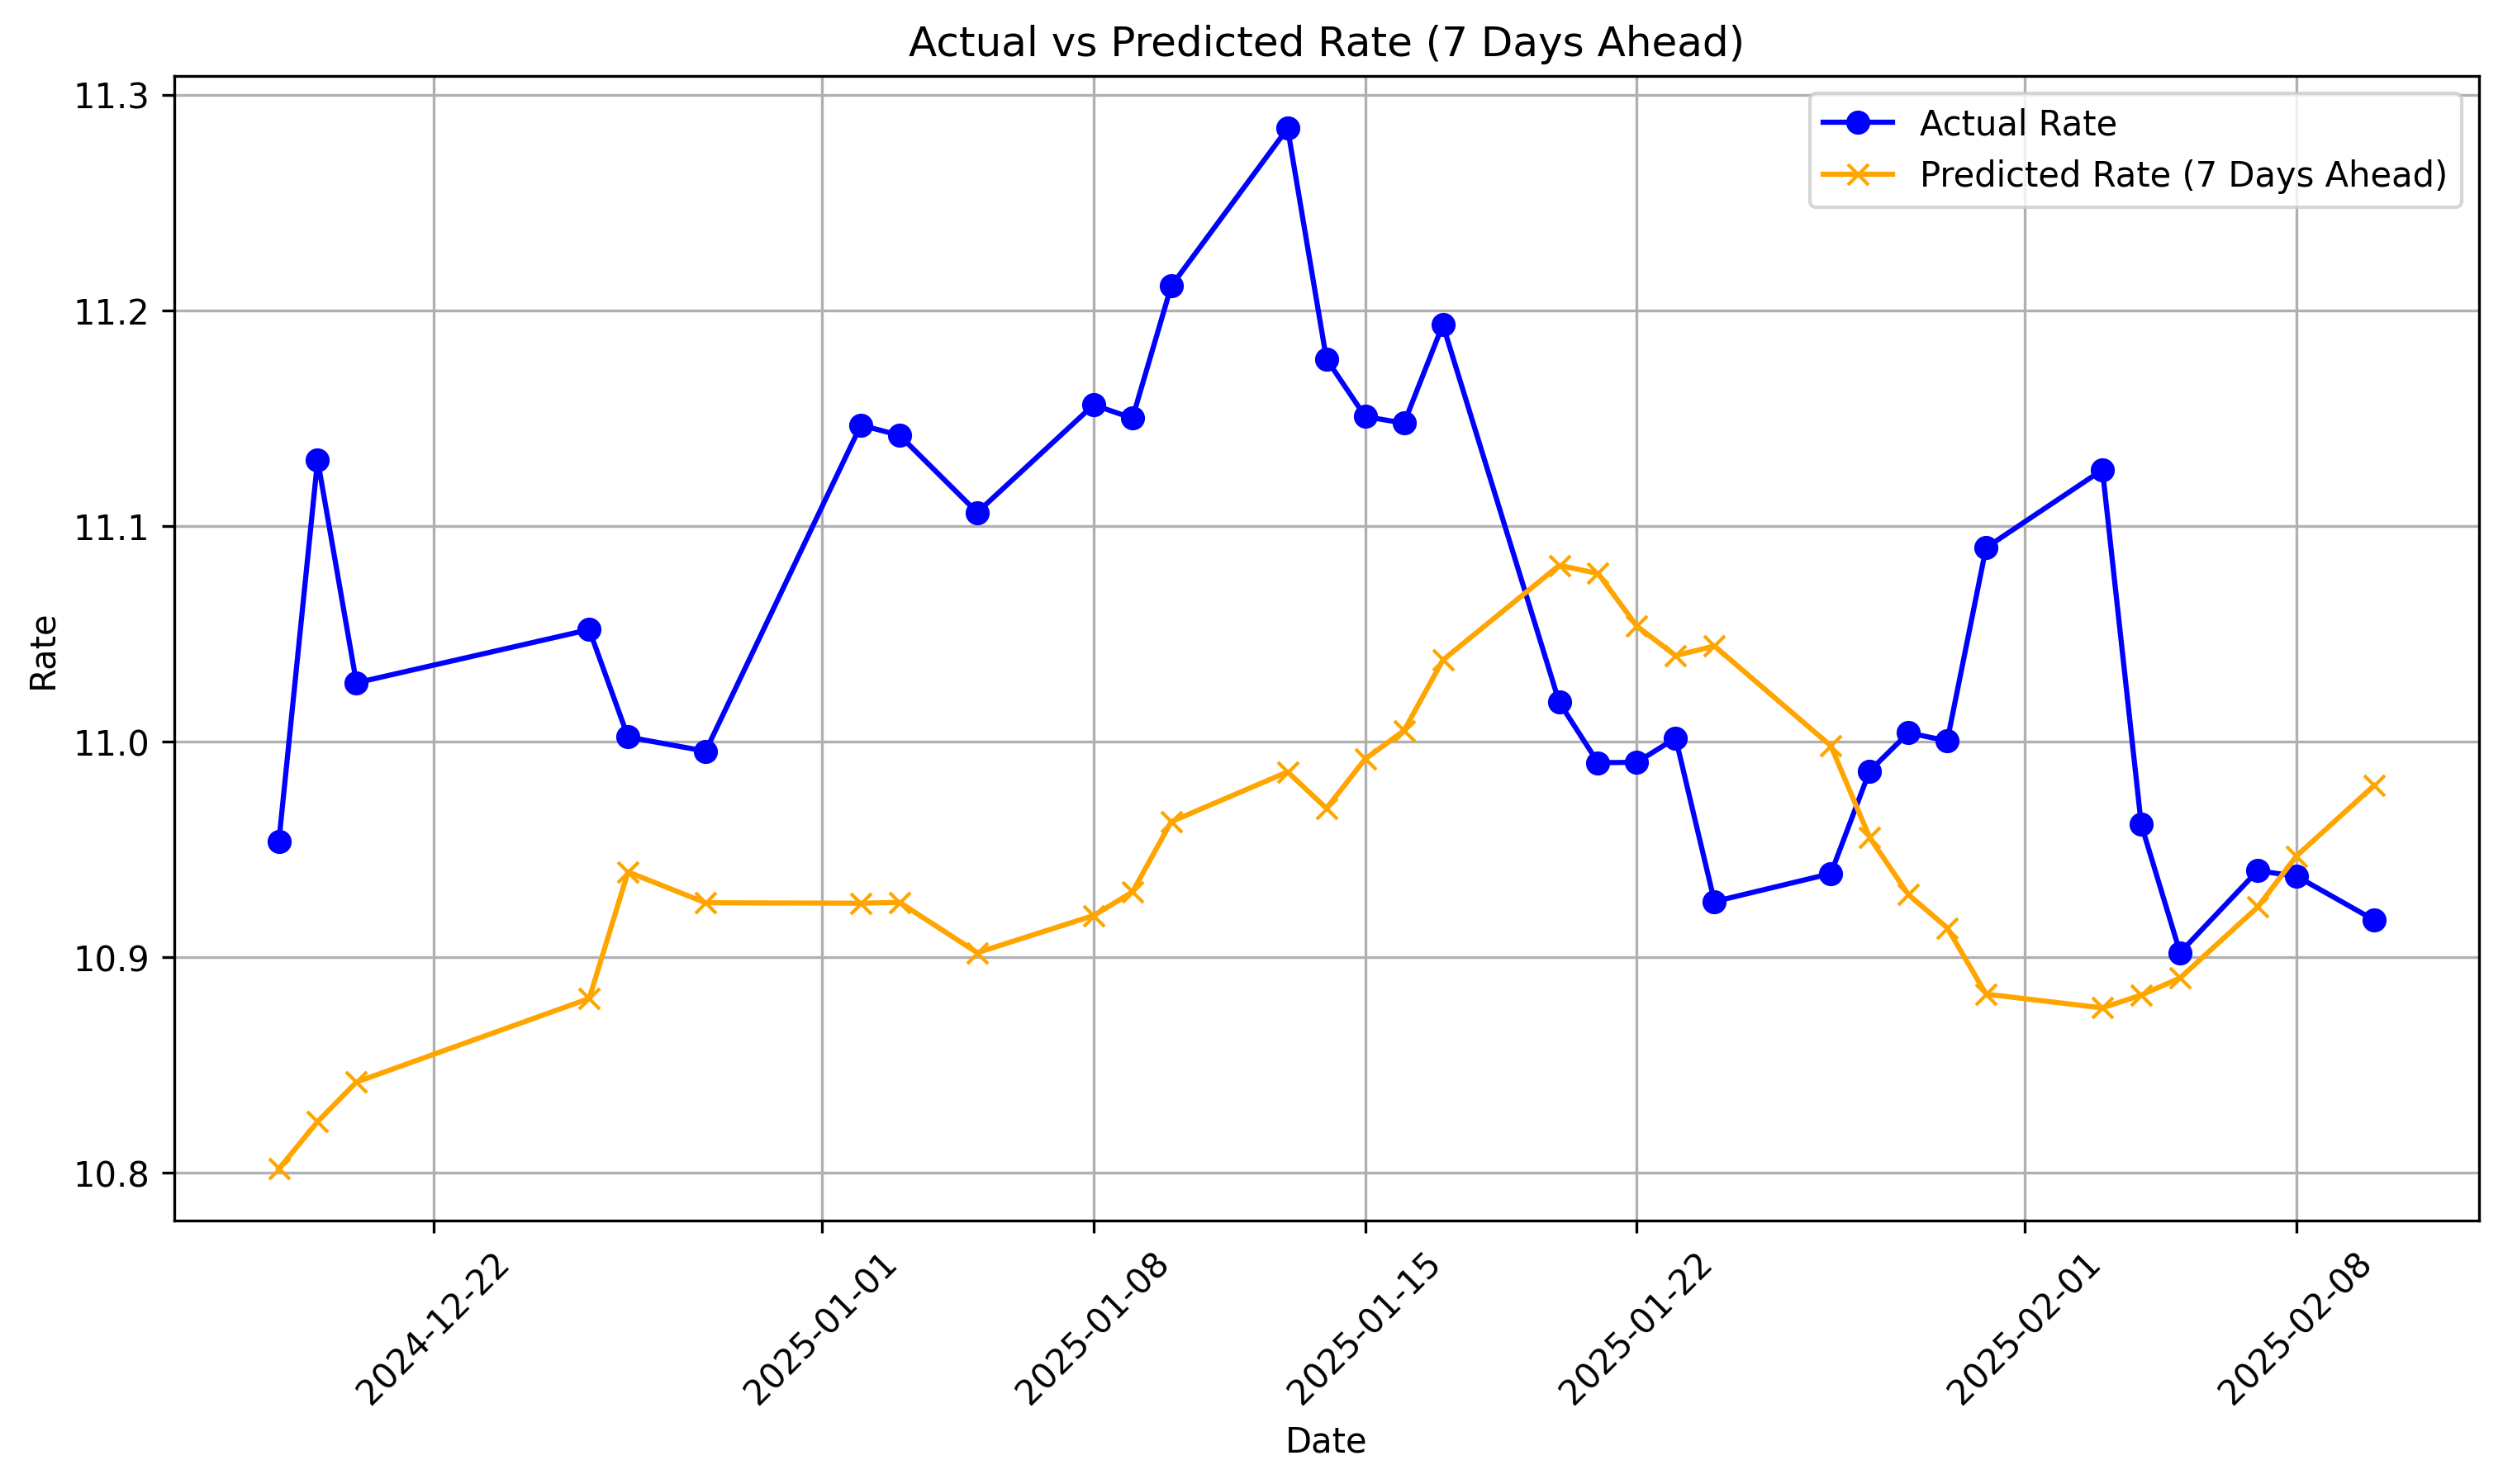 Actual vs Predicted Rate (7 Days Ahead)
Actual Rate
Predicted Rate (7 Days Ahead)
Rate
11.3
11.2
11.1
11.0
10.9
10.8
2024-12-22
2025-01-01
2025-01-08
2025-01-15
2025-01-22
2025-02-01
2025-02-08
Date